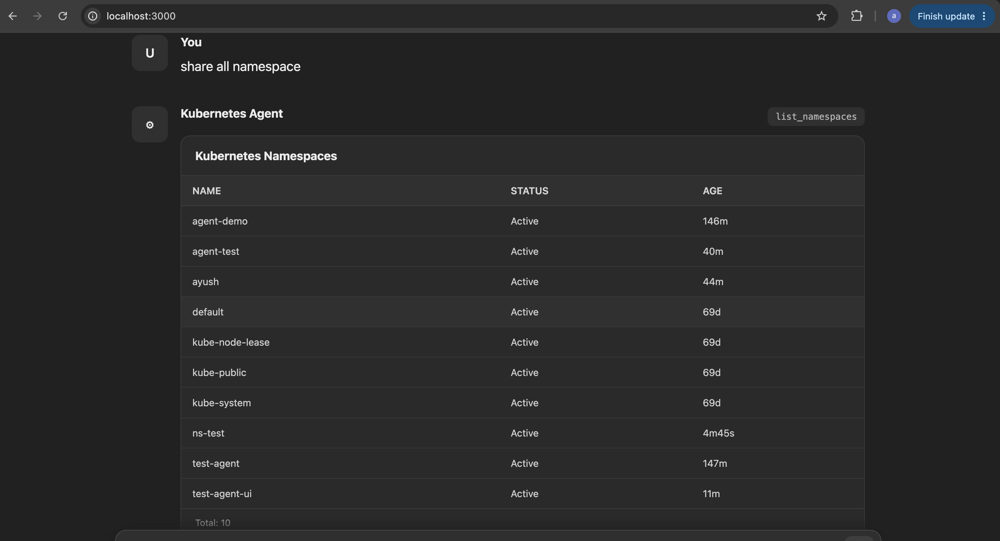 localhost:3000
a
Finish update
U
You
share all namespace
Kubernetes Agent
list_namespaces
Kubernetes Namespaces
NAME STATUS AGE
agent-demo Active 146m
agent-test Active 40m
ayush Active 44m
default Active 69d
kube-node-lease Active 69d
kube-public Active 69d
kube-system Active 69d
ns-test Active 4m45s
test-agent Active 147m
test-agent-ui Active 11m
Total: 10